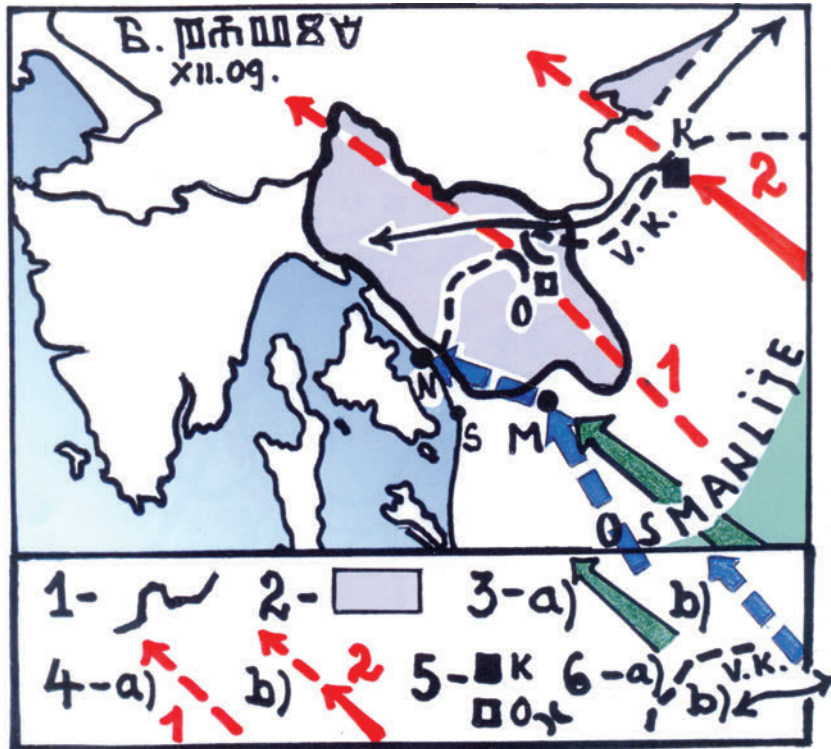 XII.09.
K
2
V.K.
O
1
N
S M
OSMANLIJE
1- 2- 3-a) b)
4-a) 1 b) 2 5- K 6-a) V.K.
b)